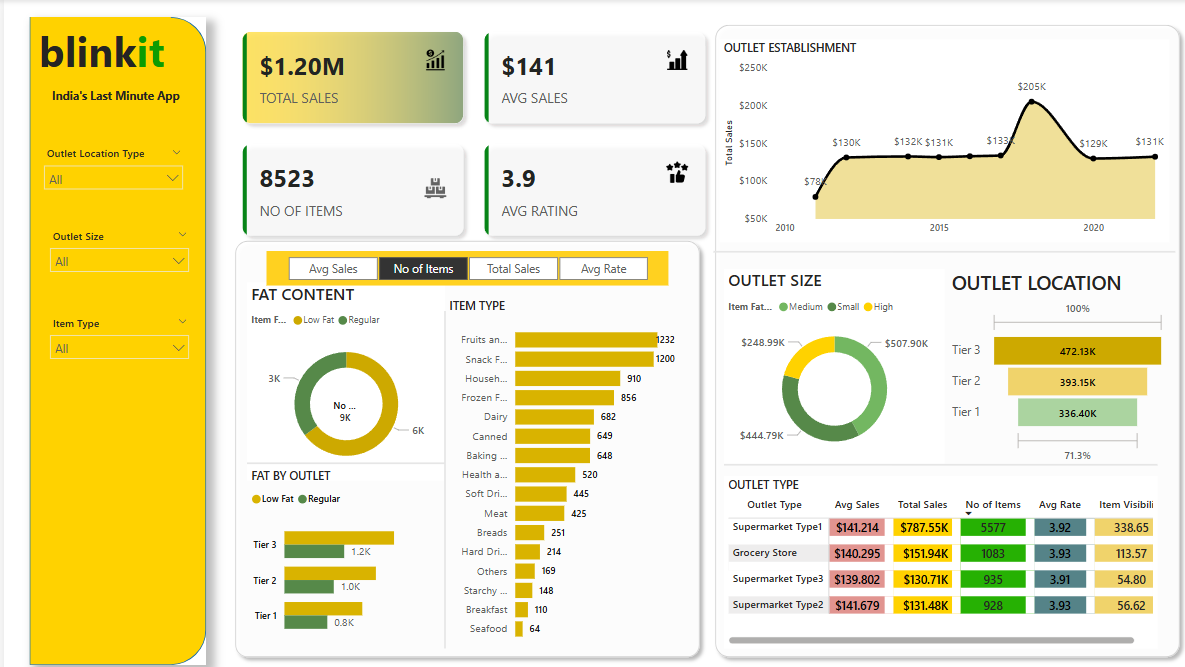 blinkit
India's Last Minute App
Outlet Location Type
All
Outlet Size
All
Item Type
All
$1.20M
TOTAL SALES
$141
AVG SALES
8523
NO OF ITEMS
3.9
AVG RATING
Avg Sales No of Items Total Sales Avg Rate
FAT CONTENT
Item F... Low Fat Regular
3K
No ...
9K
6K
FAT BY OUTLET
Low Fat Regular
Tier 3 1.2K
Tier 2 1.0K
Tier 1 0.8K
ITEM TYPE
Fruits an... 1232
Snack F... 1200
Househ... 910
Frozen F... 856
Dairy 682
Canned 649
Baking ... 648
Health a... 520
Soft Dri... 445
Meat 425
Breads 251
Hard Dri... 214
Others 169
Starchy ... 148
Breakfast 110
Seafood 64
OUTLET ESTABLISHMENT
Total Sales
$250K
$200K
$150K
$100K
$50K
$78K $130K $132K $131K $133K $205K $129K $131K
2010 2015 2020
OUTLET SIZE
Item Fat... Medium Small High
$248.99K
$507.90K
$444.79K
OUTLET LOCATION
100%
Tier 3 472.13K
Tier 2 393.15K
Tier 1 336.40K
71.3%
OUTLET TYPE
Outlet Type Avg Sales Total Sales No of Items Avg Rate Item Visibili
Supermarket Type1 $141.214 $787.55K 5577 3.92 338.65
Grocery Store $140.295 $151.94K 1083 3.93 113.57
Supermarket Type3 $139.802 $130.71K 935 3.91 54.80
Supermarket Type2 $141.679 $131.48K 928 3.93 56.62